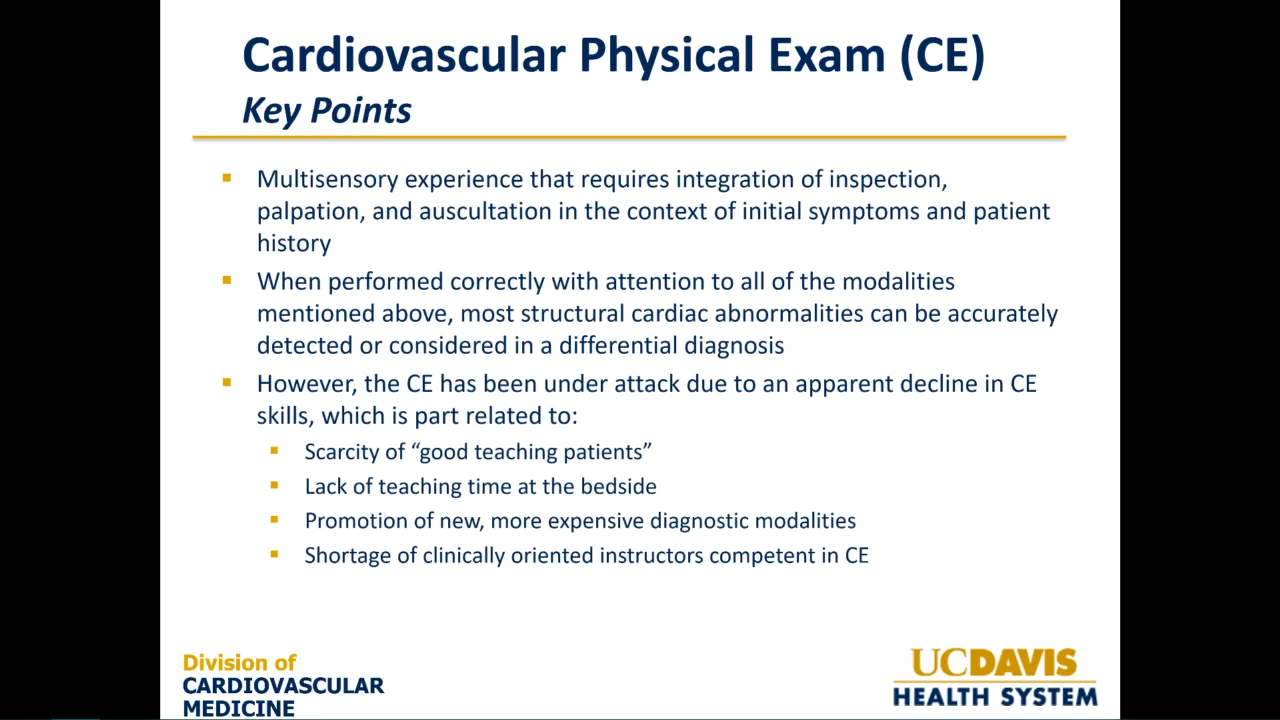 Cardiovascular Physical Exam (CE)
Key Points
▪ Multisensory experience that requires integration of inspection,
palpation, and auscultation in the context of initial symptoms and patient
history
▪ When performed correctly with attention to all of the modalities
mentioned above, most structural cardiac abnormalities can be accurately
detected or considered in a differential diagnosis
▪ However, the CE has been under attack due to an apparent decline in CE
skills, which is part related to:
▪ Scarcity of “good teaching patients”
▪ Lack of teaching time at the bedside
▪ Promotion of new, more expensive diagnostic modalities
▪ Shortage of clinically oriented instructors competent in CE
Division of
CARDIOVASCULAR
MEDICINE
UCDAVIS
HEALTH SYSTEM